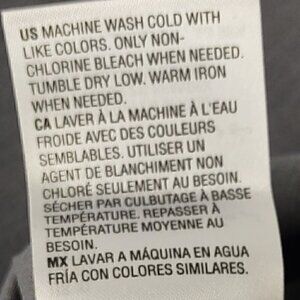 US MACHINE WASH COLD WITH
LIKE COLORS. ONLY NON-
CHLORINE BLEACH WHEN NEEDED.
TUMBLE DRY LOW. WARM IRON
WHEN NEEDED.
CA LAVER À LA MACHINE À L'EAU
FROIDE AVEC DES COULEURS
SEMBLABLES. UTILISER UN
AGENT DE BLANCHIMENT NON
CHLORÉ SEULEMENT AU BESOIN.
SÉCHER PAR CULBUTAGE À BASSE
TEMPÉRATURE. REPASSER À
TEMPÉRATURE MOYENNE AU
BESOIN.
MX LAVAR A MÁQUINA EN AGUA
FRÍA CON COLORES SIMILARES.